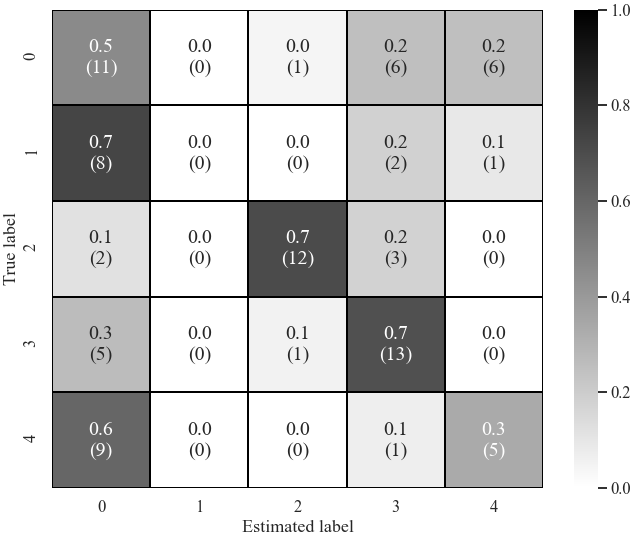 0.5 0.0 0.0 0.2 0.2
(11) (0) (1) (6) (6)
0
0.7 0.0 0.0 0.2 0.1
(8) (0) (0) (2) (1)
1
0.1 0.0 0.7 0.2 0.0
(2) (0) (12) (3) (0)
2
0.3 0.0 0.1 0.7 0.0
(5) (0) (1) (13) (0)
3
0.6 0.0 0.0 0.1 0.3
(9) (0) (0) (1) (5)
4
True label
0 1 2 3 4
Estimated label
1.0
0.8
0.6
0.4
0.2
0.0